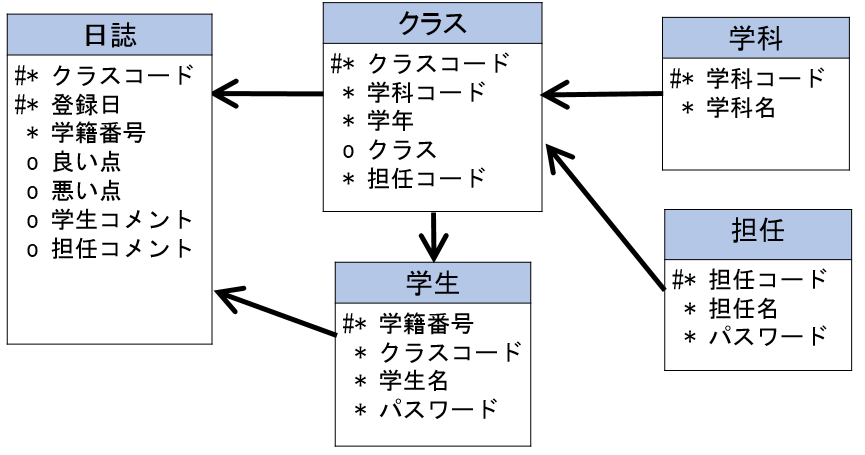 日誌
#* クラスコード
#* 登録日
* 学籍番号
o 良い点
o 悪い点
o 学生コメント
o 担任コメント
クラス
#* クラスコード
* 学科コード
* 学年
o クラス
* 担任コード
学科
#* 学科コード
* 学科名
学生
#* 学籍番号
* クラスコード
* 学生名
* パスワード
担任
#* 担任コード
* 担任名
* パスワード